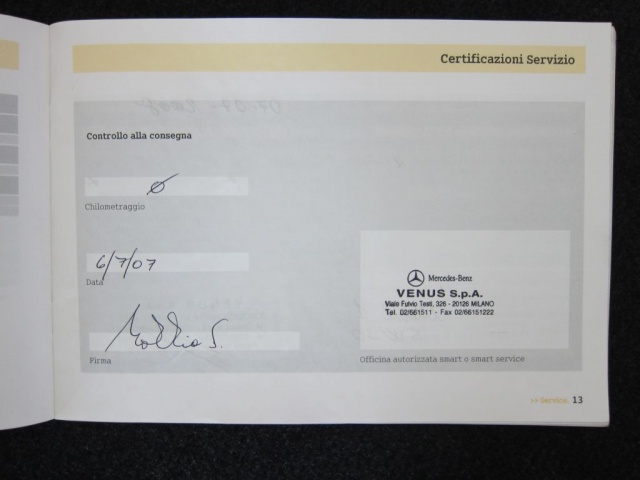 Certificazioni Servizio
Controllo alla consegna
Ø
Chilometraggio
6/7/07
Data
Mercedes-Benz
VENUS S.p.A.
Viale Fulvio Testi, 326 - 20126 MILANO
Tel. 02/661511 - Fax 02/66151222
S.
Firma
Officina autorizzata smart o smart service
>> Service. 13